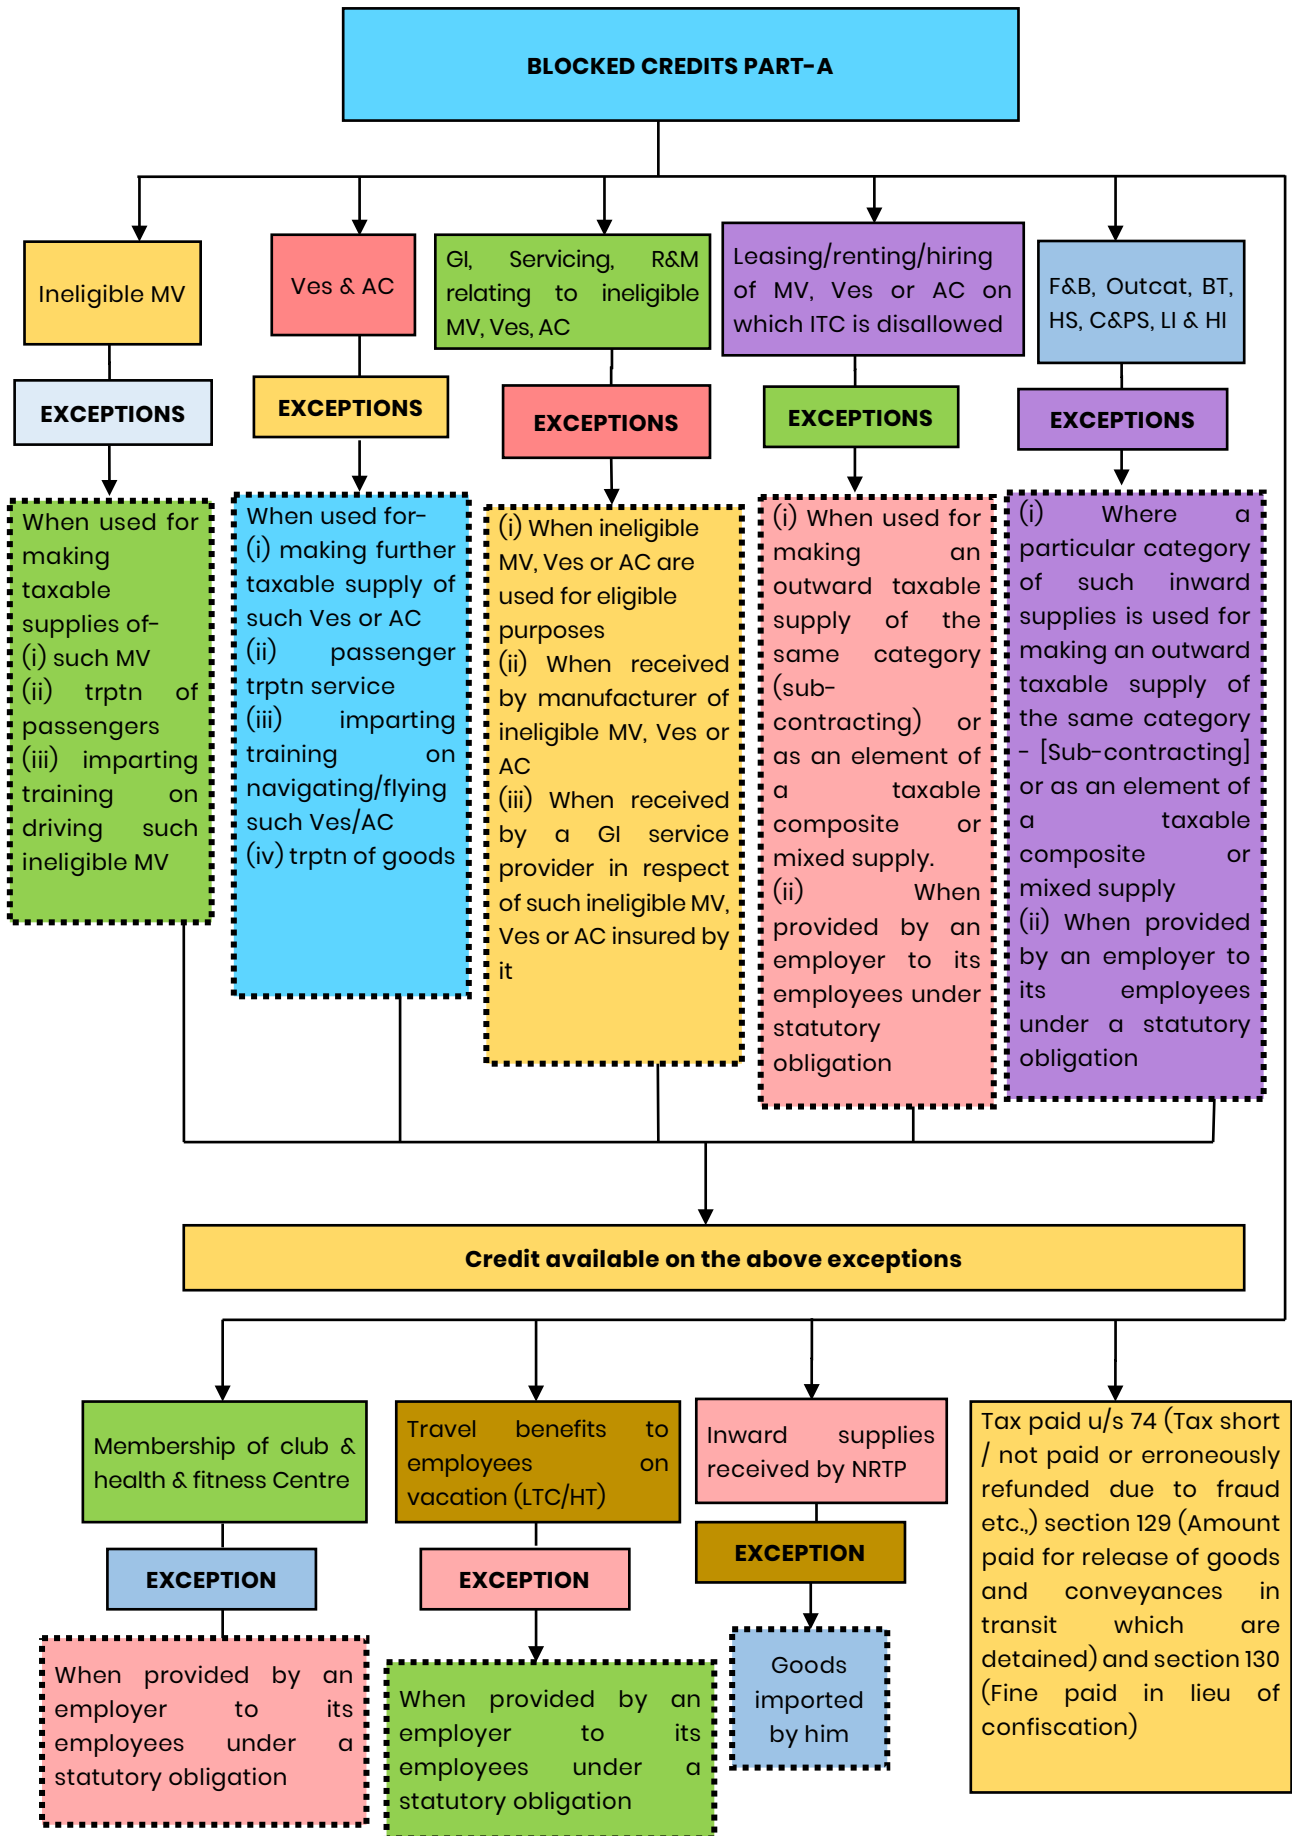 BLOCKED CREDITS PART-A
Ineligible MV
Ves & AC
GI, Servicing, R&M
relating to ineligible
MV, Ves, AC
Leasing/renting/hiring
of MV, Ves or AC on
which ITC is disallowed
F&B, Outcat, BT,
HS, C&PS, LI & HI
EXCEPTIONS
EXCEPTIONS
EXCEPTIONS
EXCEPTIONS
EXCEPTIONS
When used for
making
taxable
supplies of-
(i) such MV
(ii) trptn of
passengers
(iii) imparting
training on
driving such
ineligible MV
When used for-
(i) making further
taxable supply of
such Ves or AC
(ii) passenger
trptn service
(iii) imparting
training on
navigating/flying
such Ves/AC
(iv) trptn of goods
(i) When ineligible
MV, Ves or AC are
used for eligible
purposes
(ii) When received
by manufacturer of
ineligible MV, Ves or
AC
(iii) When received
by a GI service
provider in respect
of such ineligible MV,
Ves or AC insured by
it
(i) When used for
making an
outward taxable
supply of the
same category
(sub-
contracting) or
as an element of
a taxable
composite or
mixed supply.
(ii) When
provided by an
employer to its
employees under
statutory
obligation
(i) Where a
particular category
of such inward
supplies is used for
making an outward
taxable supply of
the same category
- [Sub-contracting]
or as an element of
a taxable
composite or
mixed supply
(ii) When provided
by an employer to
its employees
under a statutory
obligation
Credit available on the above exceptions
Membership of club &
health & fitness Centre
Travel benefits to
employees on
vacation (LTC/HT)
Inward supplies
received by NRTP
Tax paid u/s 74 (Tax short
/ not paid or erroneously
refunded due to fraud
etc.,) section 129 (Amount
paid for release of goods
and conveyances in
transit which are
detained) and section 130
(Fine paid in lieu of
confiscation)
EXCEPTION
EXCEPTION
EXCEPTION
When provided by an
employer to its
employees under a
statutory obligation
When provided by an
employer to its
employees under a
statutory obligation
Goods
imported
by him